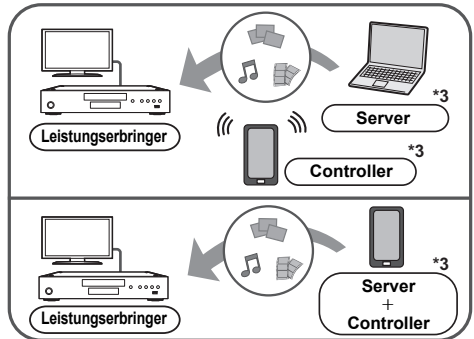 *3
Server
Leistungserbringer
*3
Controller
*3
Server
+
Controller
Leistungserbringer